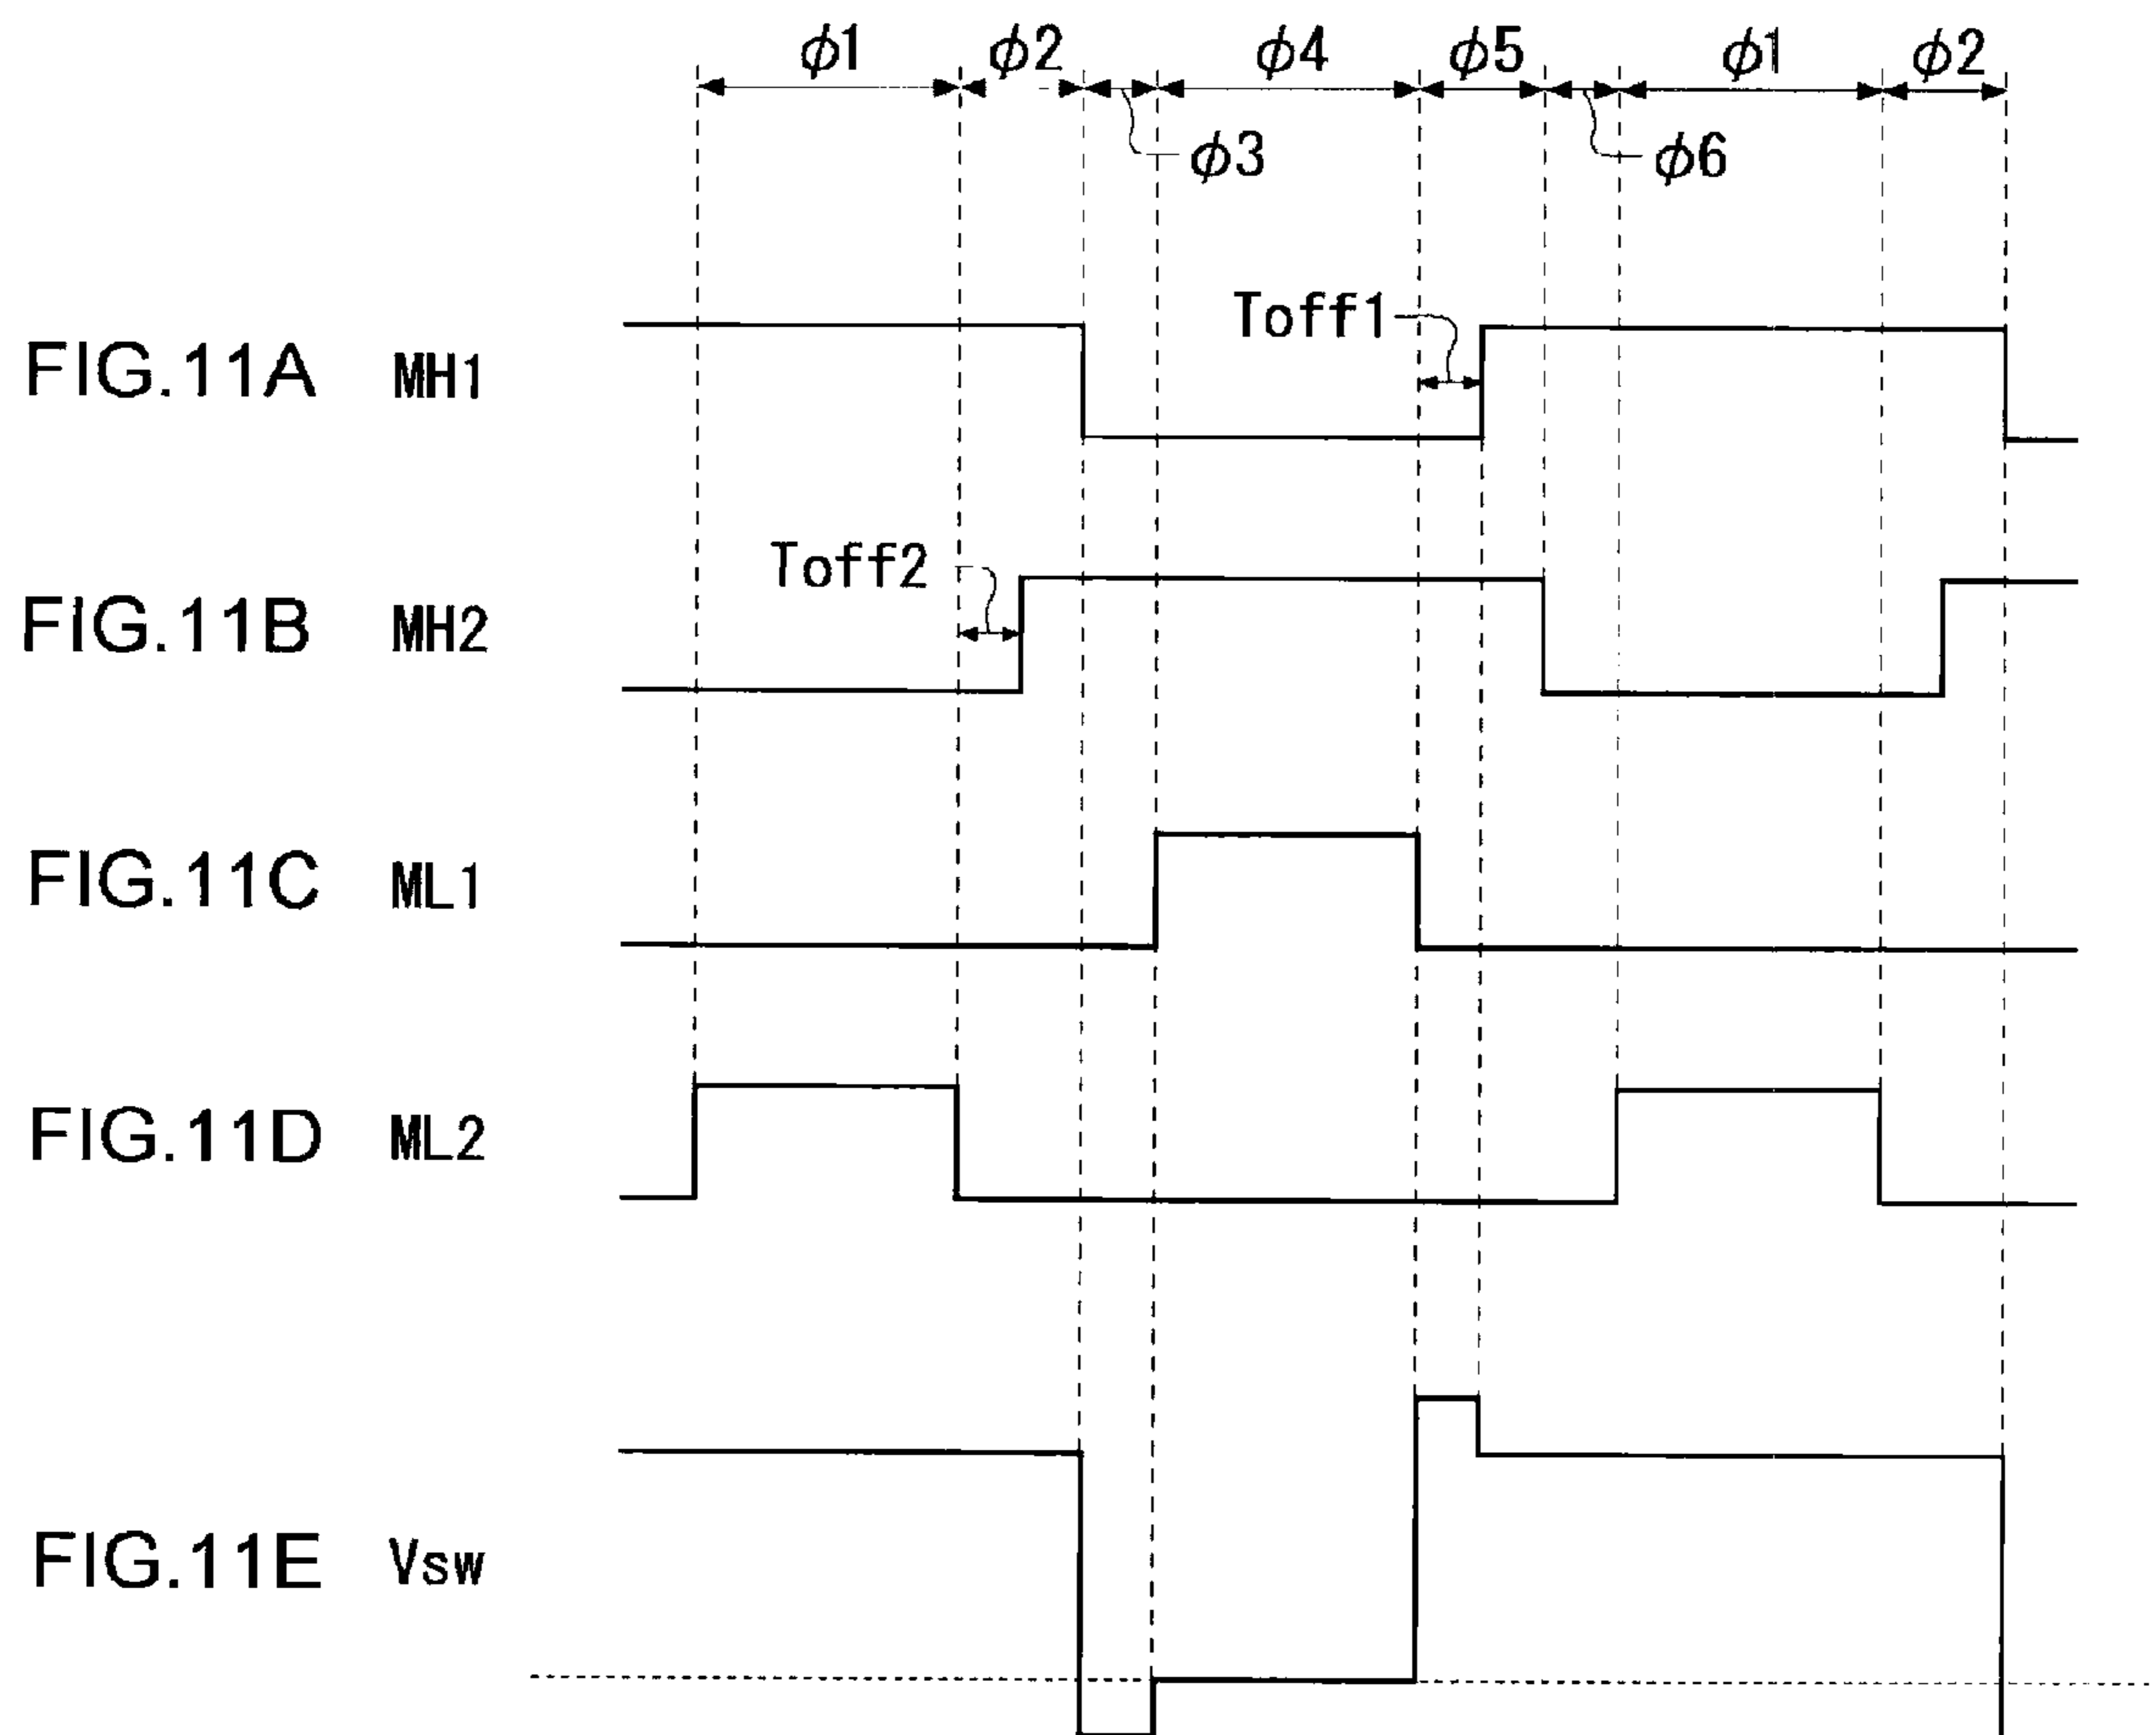 φ1 φ2 φ4 φ5 φ1 φ2
φ3 φ6
Toff1
FIG.11A MH1
Toff2
FIG.11B MH2
FIG.11C ML1
FIG.11D ML2
FIG.11E Vsw